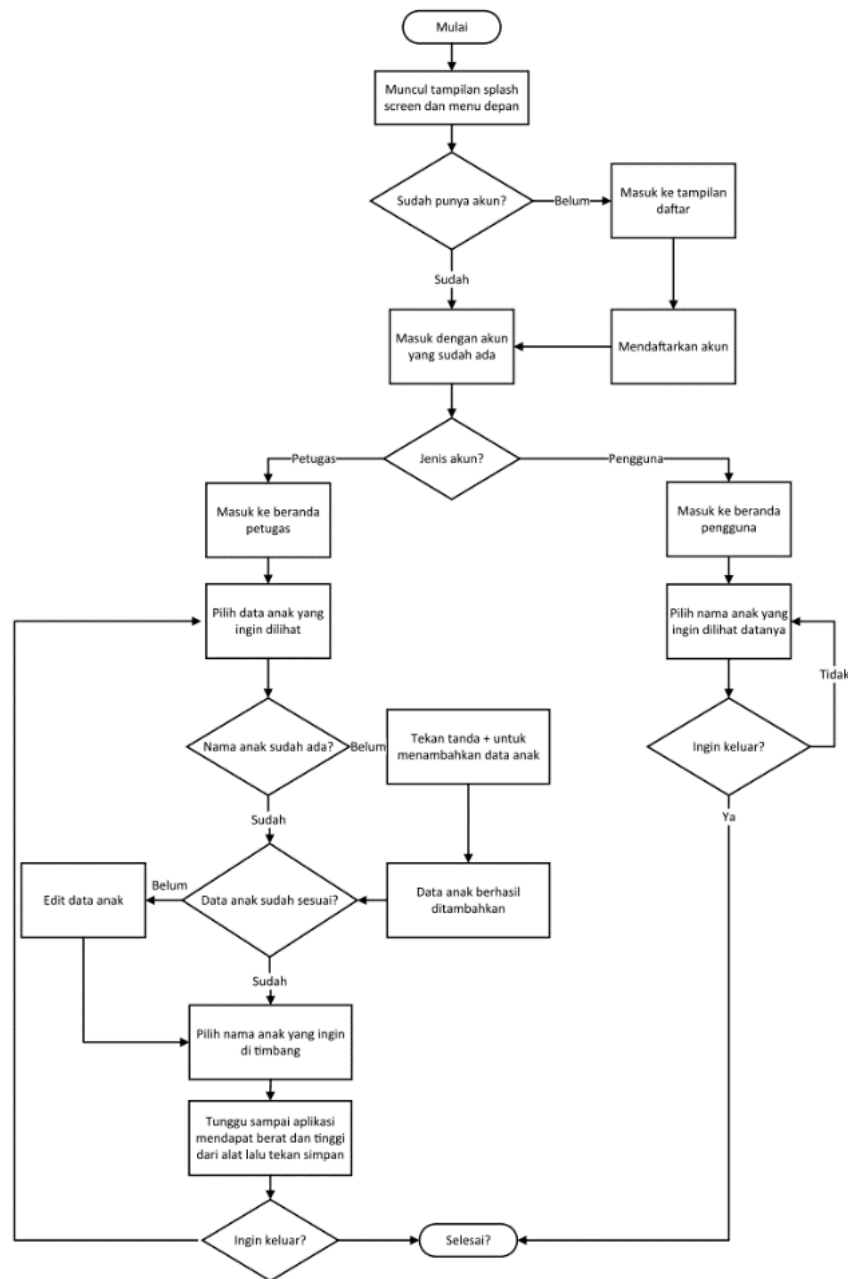 Mulai
Muncul tampilan splash
screen dan menu depan
Sudah punya akun?
Belum
Masuk ke tampilan
daftar
Sudah
Masuk dengan akun
yang sudah ada
Mendaftarkan akun
Petugas
Jenis akun?
Pengguna
Masuk ke beranda
petugas
Masuk ke beranda
pengguna
Pilih data anak yang
ingin dilihat
Pilih nama anak yang
ingin dilihat datanya
Tidak
Nama anak sudah ada?
Belum
Tekan tanda + untuk
menambahkan data anak
Ingin keluar?
Sudah
Ya
Edit data anak
Belum
Data anak sudah sesuai?
Data anak berhasil
ditambahkan
Sudah
Pilih nama anak yang ingin
di timbang
Tunggu sampai aplikasi
mendapat berat dan tinggi
dari alat lalu tekan simpan
Ingin keluar?
Selesai?